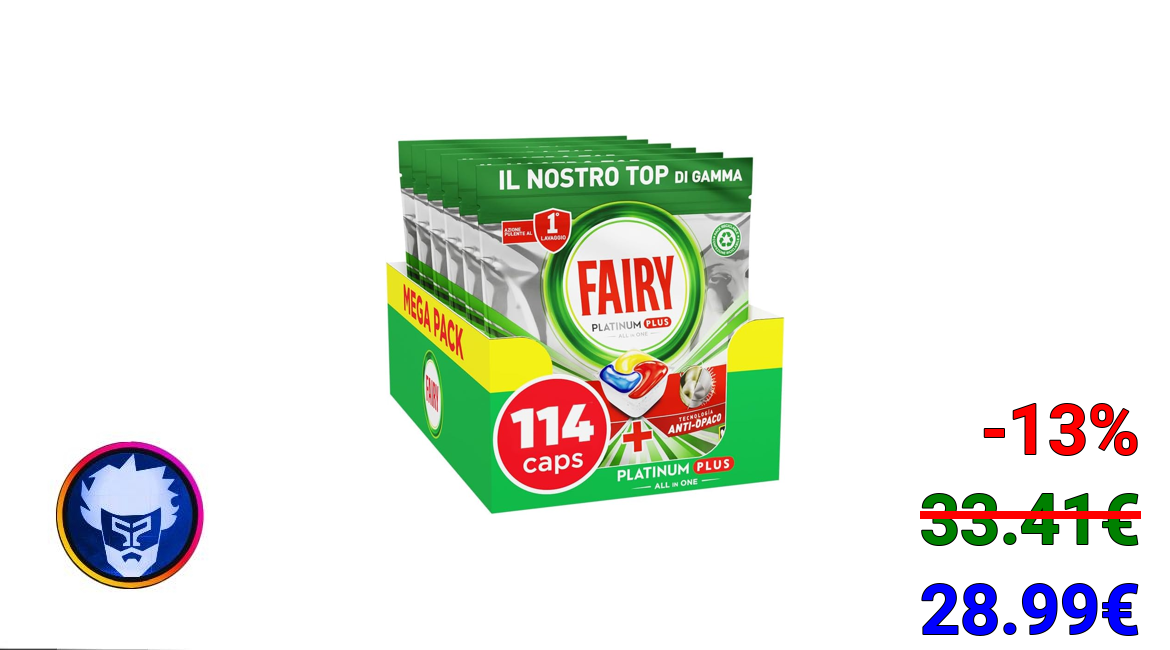 IL NOSTRO TOP DI GAMMA
AZIONE
PULENTE AL
1°
LAVAGGIO
FAIRY
PLATINUM PLUS
ALL IN ONE
MEGA PACK
FAIRY
114
caps
TECNOLOGÍA
ANTI-OPACO
+
PLATINUM PLUS
ALL IN ONE
-13%
33.41€
28.99€